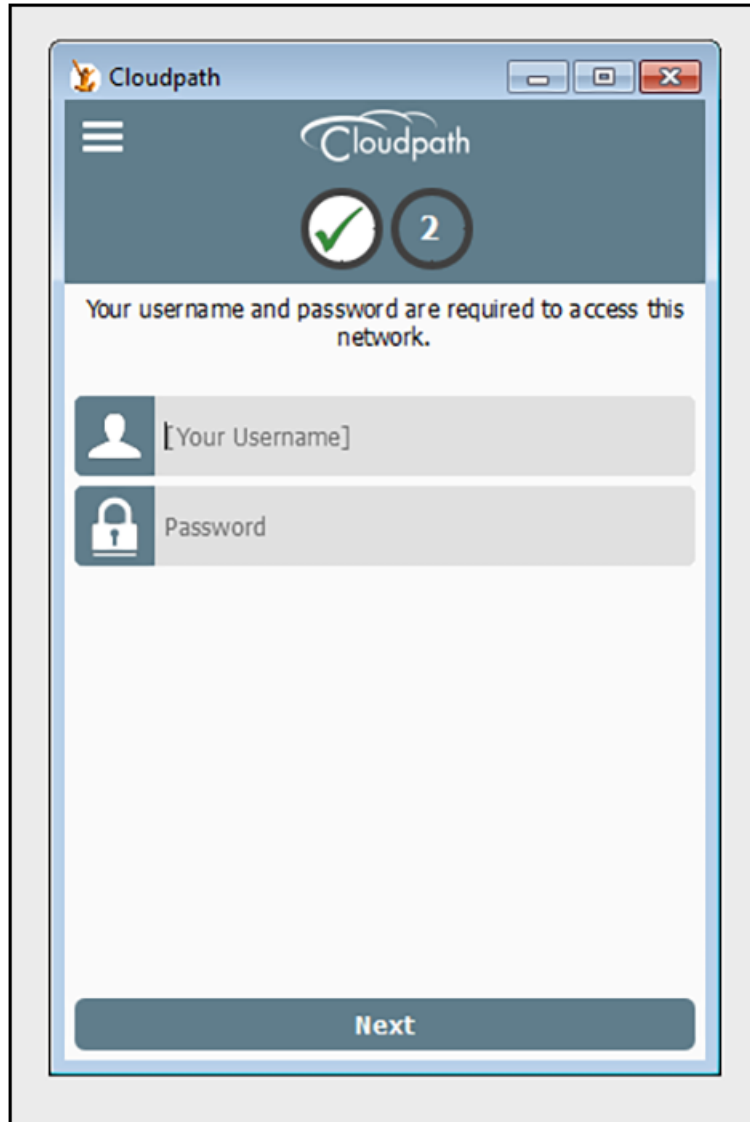 Cloudpath
Cloudpath
2
Your username and password are required to access this
network.
[Your Username]
Password
Next